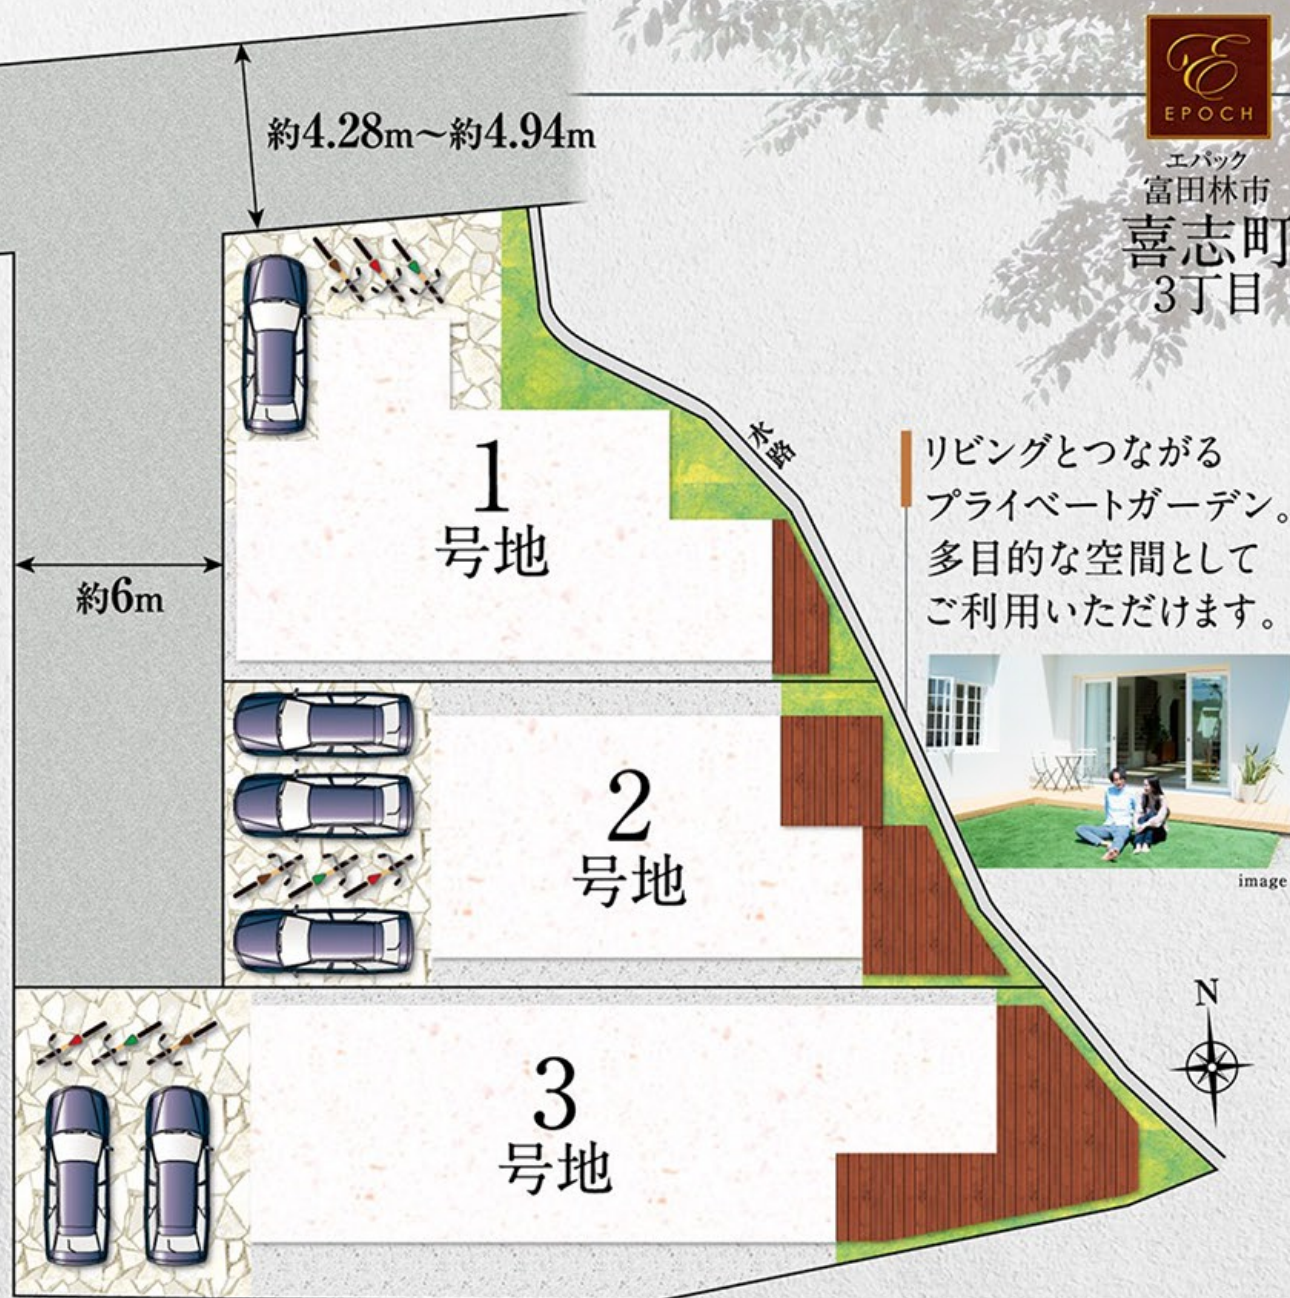 約4.28m～約4.94m
EPOCH
エパック
富田林市
喜志町
3丁目
水路
リビングとつながる
プライベートガーデン。
多目的な空間として
ご利用いただけます。
image
約6m
1
号地
2
号地
3
号地
N